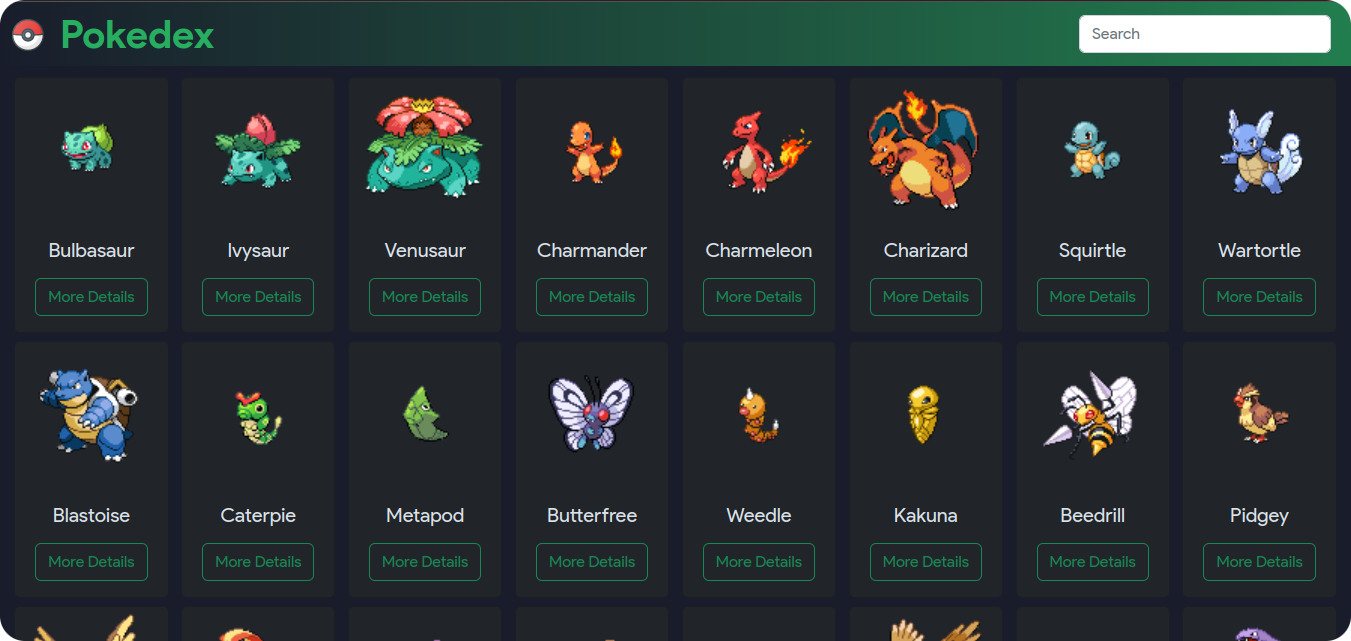 Pokedex
Search
Bulbasaur
Ivysaur
Venusaur
Charmander
Charmeleon
Charizard
Squirtle
Wartortle
More Details
More Details
More Details
More Details
More Details
More Details
More Details
More Details
Blastoise
Caterpie
Metapod
Butterfree
Weedle
Kakuna
Beedrill
Pidgey
More Details
More Details
More Details
More Details
More Details
More Details
More Details
More Details